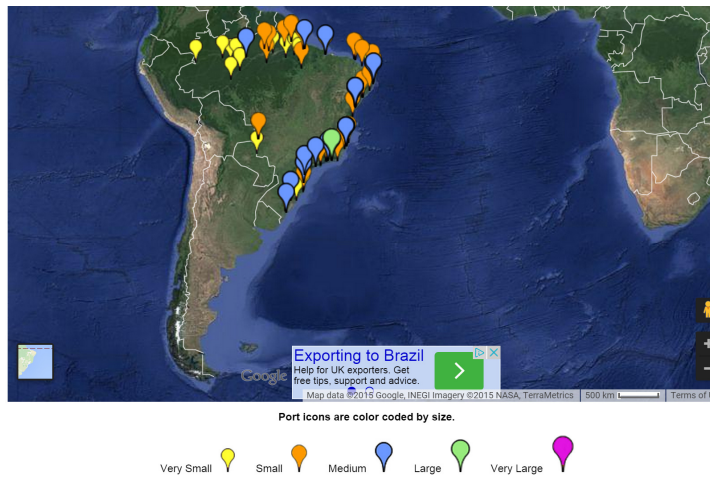 Exporting to Brazil
Help for UK exporters. Get
free tips, support and advice.
Google
Map data ©2015 Google, INEGI Imagery ©2015 NASA, TerraMetrics
500 km
Terms of
Port icons are color coded by size.
Very Small
Small
Medium
Large
Very Large